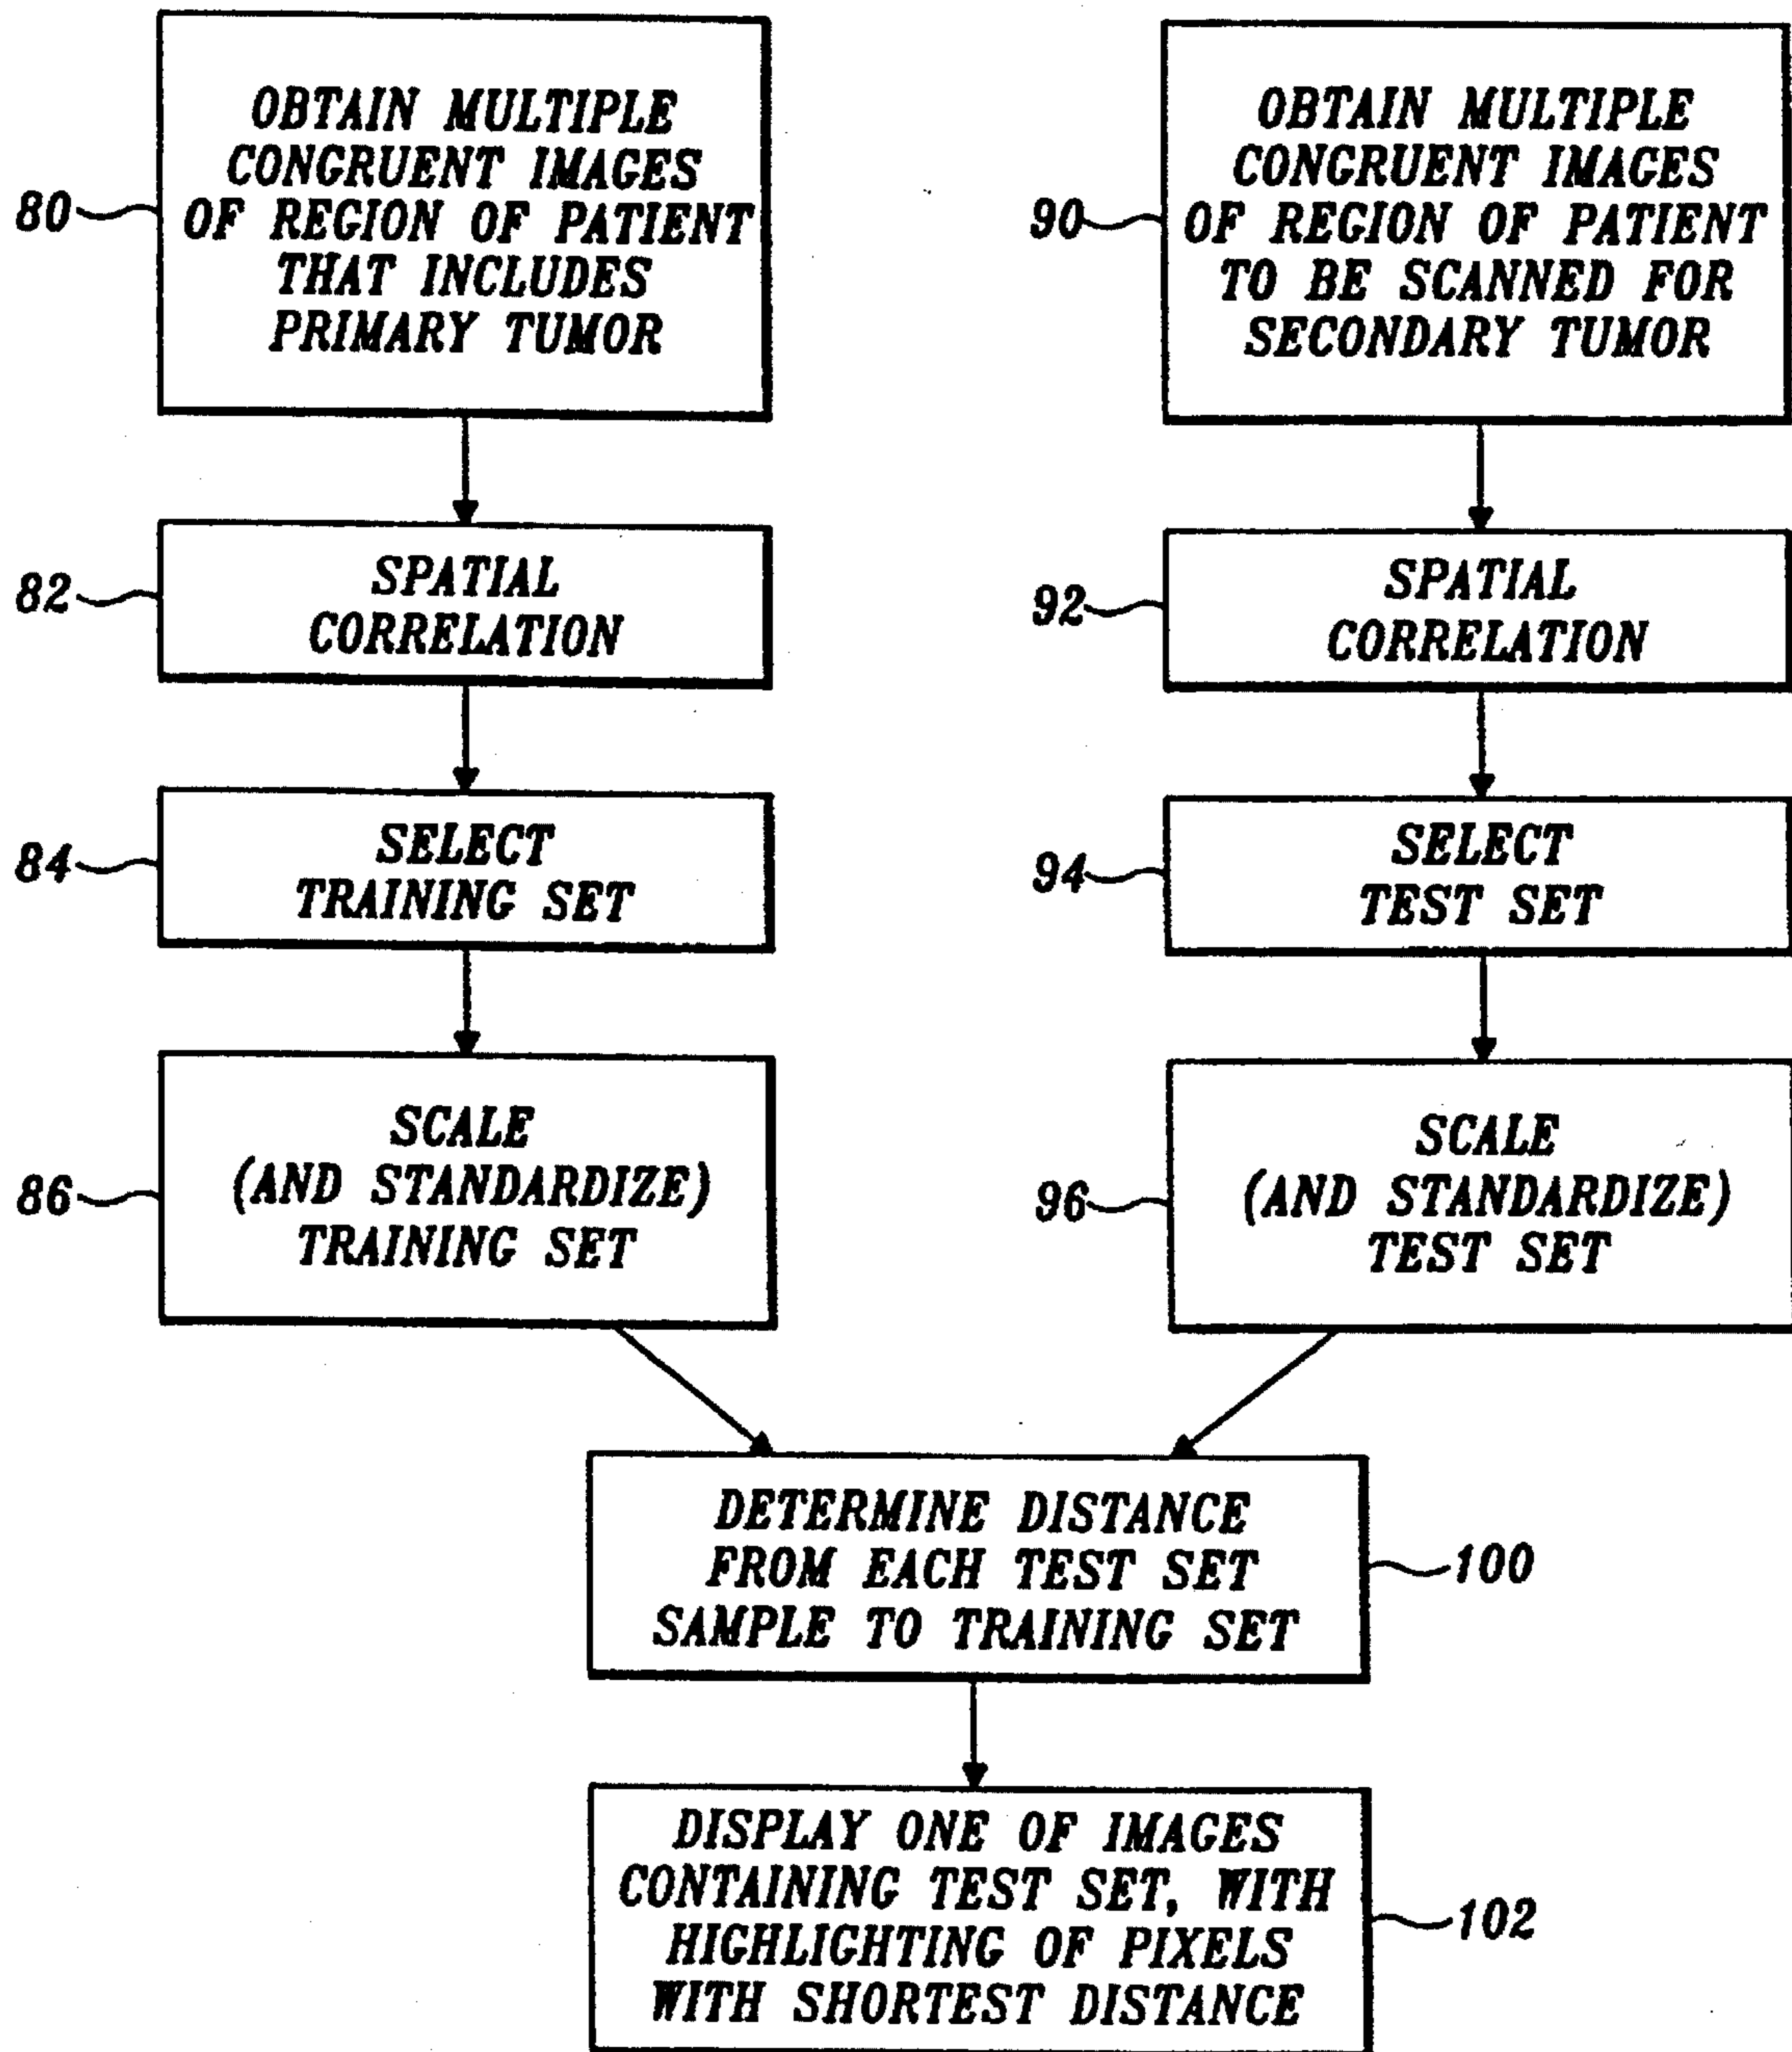 OBTAIN MULTIPLE
CONGRUENT IMAGES
OF REGION OF PATIENT
THAT INCLUDES
PRIMARY TUMOR
80
SPATIAL
CORRELATION
82
SELECT
TRAINING SET
84
SCALE
(AND STANDARDIZE)
TRAINING SET
86
OBTAIN MULTIPLE
CONGRUENT IMAGES
OF REGION OF PATIENT
TO BE SCANNED FOR
SECONDARY TUMOR
90
SPATIAL
CORRELATION
92
SELECT
TEST SET
94
SCALE
(AND STANDARDIZE)
TEST SET
96
DETERMINE DISTANCE
FROM EACH TEST SET
SAMPLE TO TRAINING SET
100
DISPLAY ONE OF IMAGES
CONTAINING TEST SET, WITH
HIGHLIGHTING OF PIXELS
WITH SHORTEST DISTANCE
102